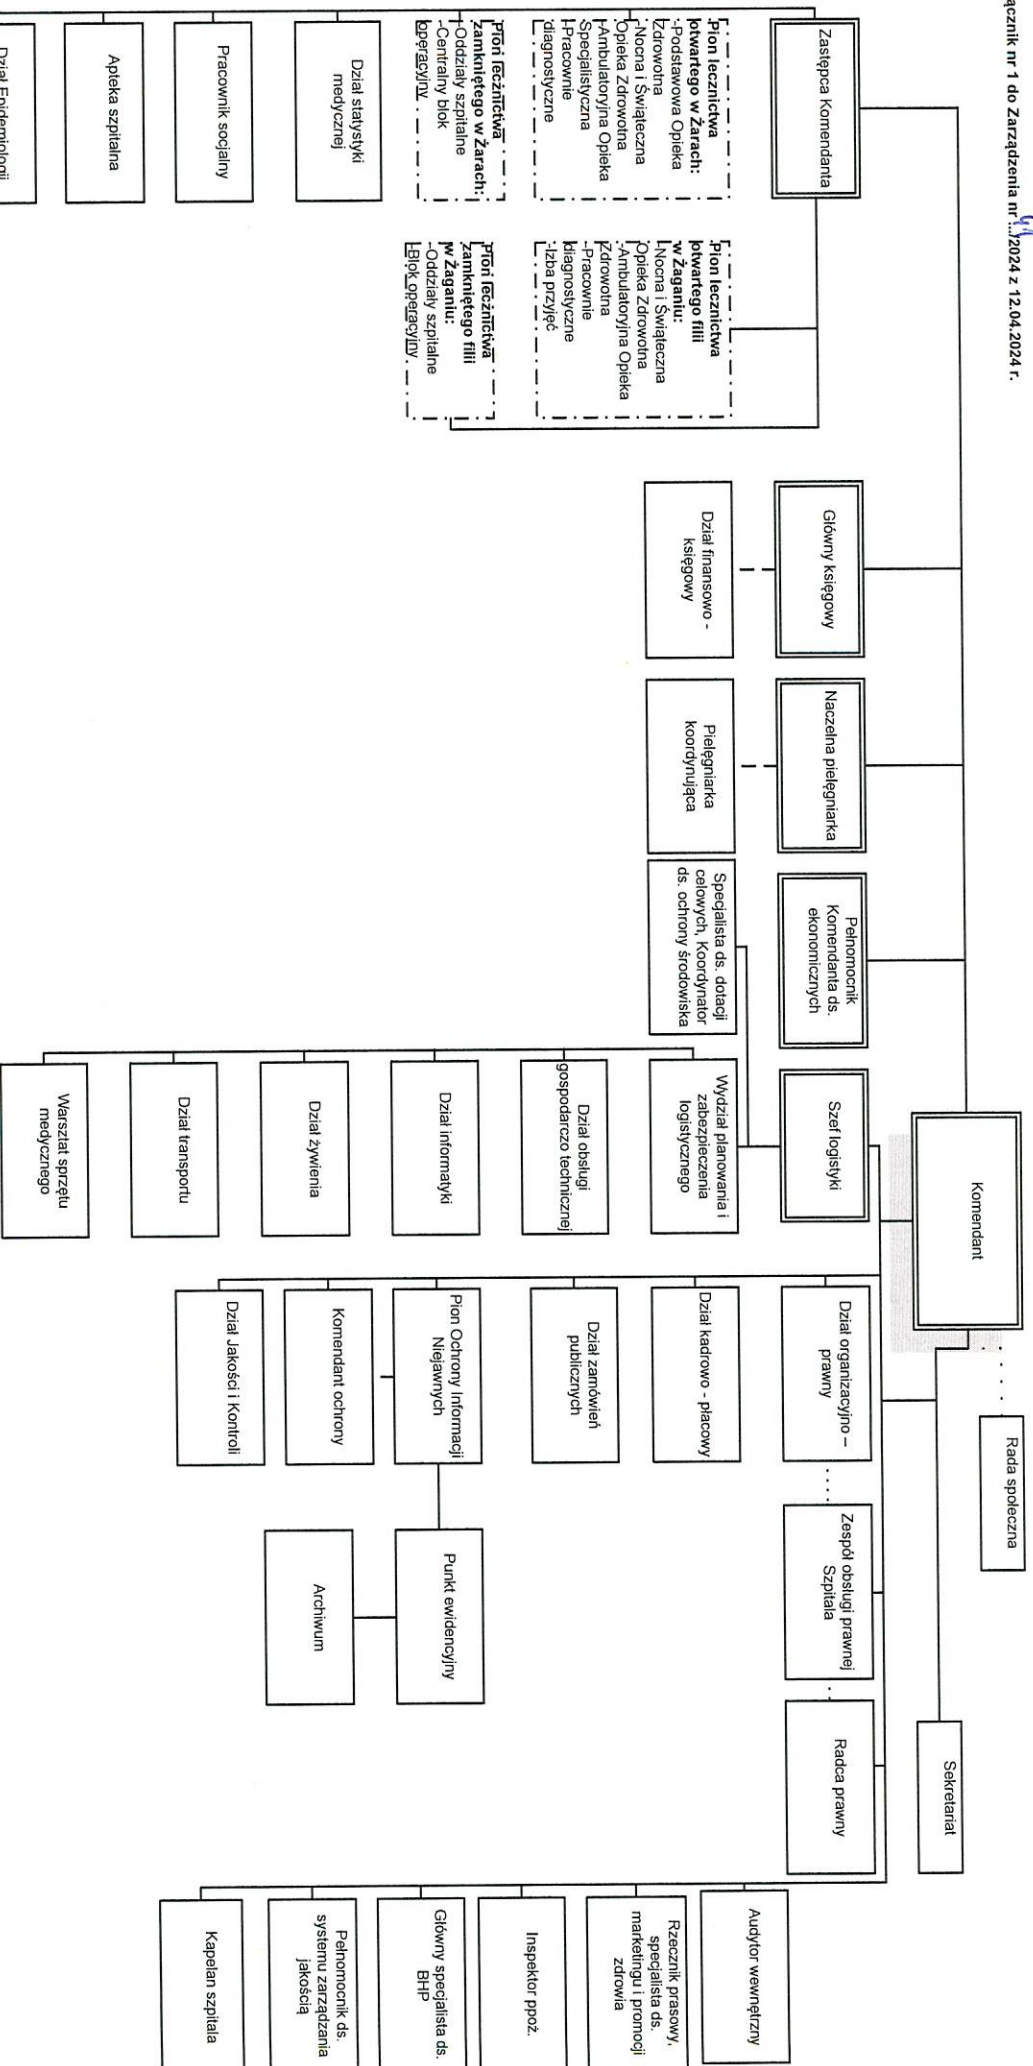 ącznik nr 1 do Zarządzenia nr 41/2024 z 12.04.2024 r.
Komendant
Rada społeczna
Sekretariat
Zastępca Komendanta
Główny księgowy
Naczelna pielęgniarka
Pełnomocnik
Komendanta ds.
ekonomicznych
Szef logistyki
Pion lecznictwa
otwartego w Żarach:
-Podstawowa Opieka
Zdrowotna
-Nocna i Świąteczna
Opieka Zdrowotna
-Ambulatoryjna Opieka
Specjalistyczna
-Pracownie
diagnostyczne
Pion lecznictwa
otwartego filii
w Żaganiu:
-Nocna i Świąteczna
Opieka Zdrowotna
-Ambulatoryjna Opieka
Zdrowotna
-Pracownie
diagnostyczne
-Izba przyjęć
Pion lecznictwa
zamkniętego w Żarach:
-Oddziały szpitalne
-Centralny blok
operacyjny
Pion lecznictwa
zamkniętego filii
w Żaganiu:
-Oddziały szpitalne
-Blok operacyjny
Dział statystyki
medycznej
Pracownik socjalny
Apteka szpitalna
Dział Epidemiologii
Dział finansowo -
księgowy
Pielęgniarka
koordynująca
Specjalista ds. dotacji
celowych, Koordynator
ds. ochrony środowiska
Wydział planowania i
zabezpieczenia
logistycznego
Dział obsługi
gospodarczo technicznej
Dział informatyki
Dział żywienia
Dział transportu
Warsztat sprzętu
medycznego
Dział organizacyjno –
prawny
Zespół obsługi prawnej
Szpitala
Radca prawny
Dział kadrowo - płacowy
Dział zamówień
publicznych
Pion Ochrony Informacji
Niejawnych
Punkt ewidencyjny
Archiwum
Komendant ochrony
Dział Jakości i Kontroli
Audytor wewnętrzny
Rzecznik prasowy,
specjalista ds.
marketingu i promocji
zdrowia
Inspektor ppoż.
Główny specjalista ds.
BHP
Pełnomocnik ds.
systemu zarządzania
jakością
Kapelan szpitala